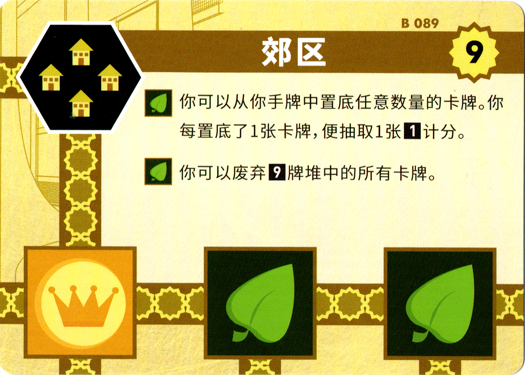 B 089
郊区
9
你可以从你手牌中置底任意数量的卡牌。你
每置底了1张卡牌，便抽取1张1计分。
你可以废弃9牌堆中的所有卡牌。